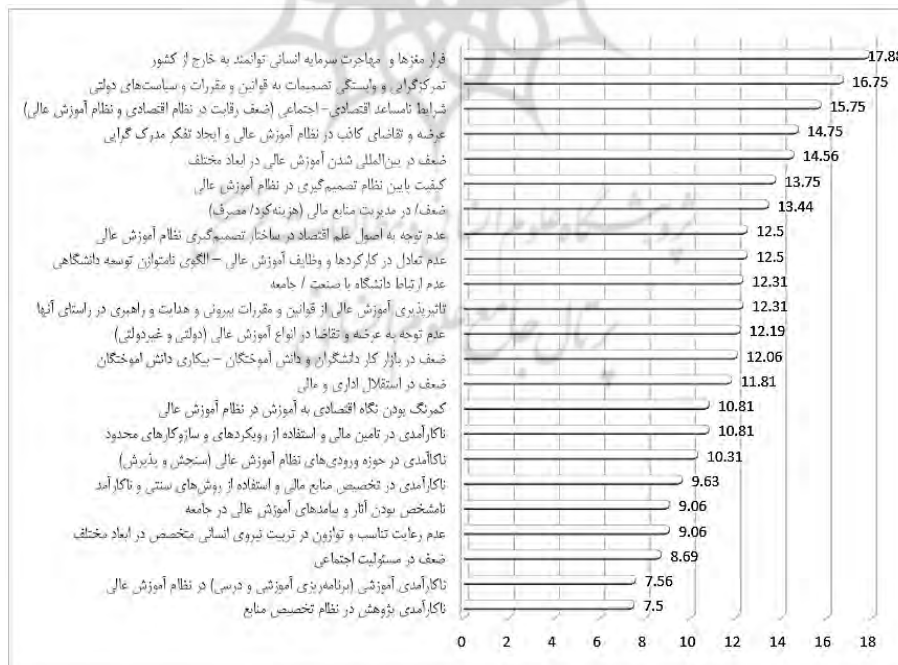 فرار مغزها و مهاجرت سرمایه انسانی توانمند به خارج از کشور 17.88
تمرکزگرایی و وابستگی تصمیمات به قوانین و مقررات و سیاست‌های دولتی 16.75
شرایط نامساعد اقتصادی- اجتماعی (ضعف رقابت در نظام اقتصادی و نظام آموزش عالی) 15.75
عرضه و تقاضای کاذب در نظام آموزش عالی و ایجاد تفکر مدرک گرایی 14.75
ضعف در بین‌المللی شدن آموزش عالی در ابعاد مختلف 14.56
کیفیت پایین نظام تصمیم‌گیری در نظام آموزش عالی 13.75
ضعف/ در مدیریت منابع مالی (هزینه‌کرد/ مصرف) 13.44
عدم توجه به اصول علم اقتصاد در ساختار تصمیم‌گیری نظام آموزش عالی 12.5
عدم تعادل در کارکردها و وظایف آموزش عالی – الگوی نامتوازن توسعه دانشگاهی 12.5
عدم ارتباط دانشگاه با صنعت / جامعه 12.31
تاثیرپذیری آموزش عالی از قوانین و مقررات بیرونی و هدایت و راهبری در راستای آنها 12.31
عدم توجه به عرضه و تقاضا در انواع آموزش عالی (دولتی و غیردولتی) 12.19
ضعف در بازار کار دانشگران و دانش آموختگان – بیکاری دانش اموختگان 12.06
ضعف در استقلال اداری و مالی 11.81
کمرنگ بودن نگاه اقتصادی به آموزش در نظام آموزش عالی 10.81
ناکارآمدی در تامین مالی و استفاده از رویکردهای و سازوکارهای محدود 10.81
ناکاآمدی در حوزه ورودی‌های نظام آموزش عالی (سنجش و پذیرش) 10.31
ناکارآمدی در تخصیص منابع مالی و استفاده از روش‌های سنتی و ناکارآمد 9.63
نامشخص بودن آثار و پیامدهای آموزش عالی در جامعه 9.06
عدم رعایت تناسب و توازون در تربیت نیروی انسانی متخصص در ابعاد مختلف 9.06
ضعف در مسئولیت اجتماعی 8.69
ناکارآمدی آموزشی (برنامه‌ریزی آموزشی و درسی) در نظام آموزش عالی 7.56
ناکارآمدی پژوهش در نظام تخصیص منابع 7.5
0 2 4 6 8 10 12 14 16 18